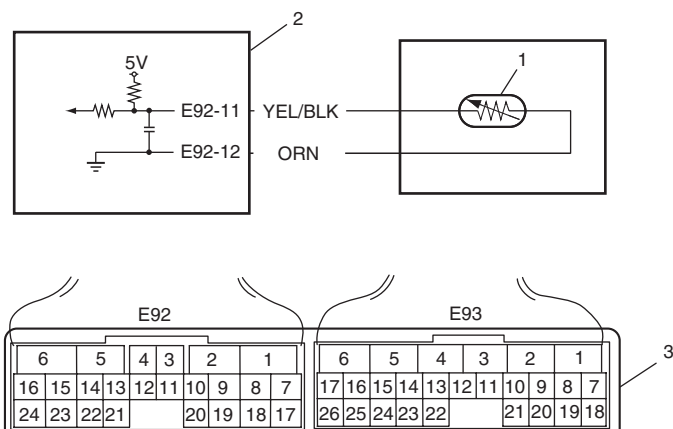 2
1
5V
E92-11 YEL/BLK
E92-12 ORN
E92 E93
3
6 5 4 3 2 1 6 5 4 3 2 1
16 15 14 13 12 11 10 9 8 7 17 16 15 14 13 12 11 10 9 8 7
24 23 22 21 20 19 18 17 26 25 24 23 22 21 20 19 18